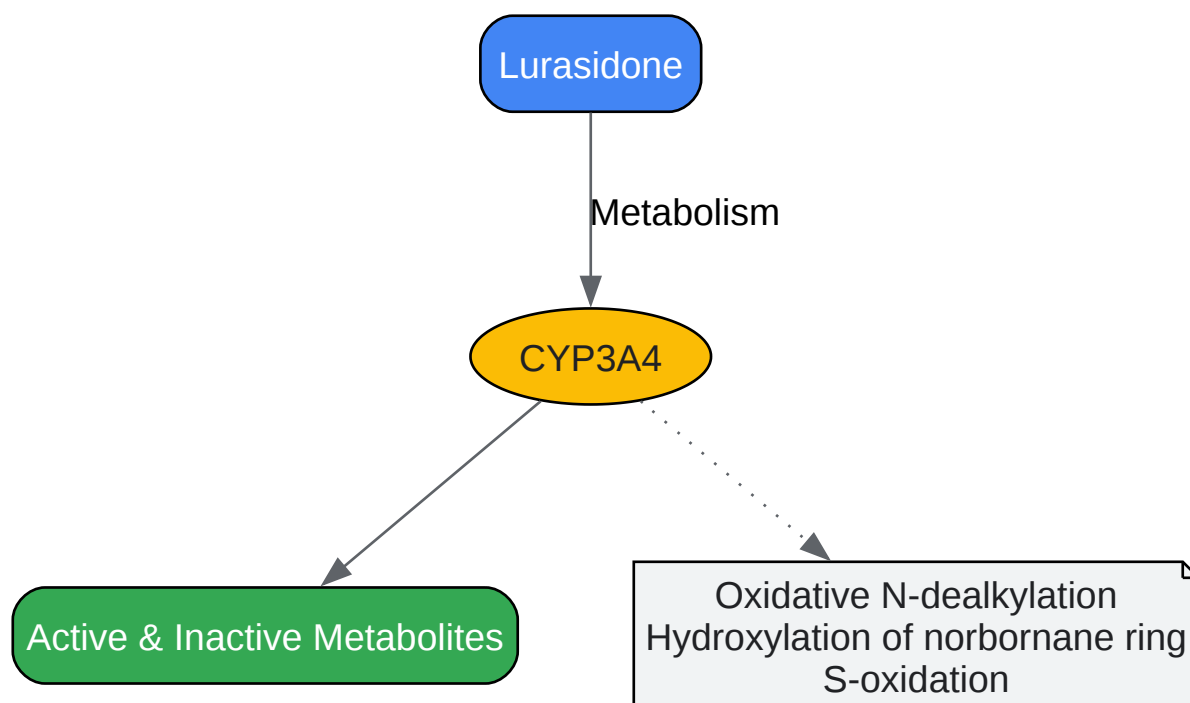 Lurasidone
Metabolism
CYP3A4
Active & Inactive Metabolites
Oxidative N-dealkylation
Hydroxylation of norbornane ring
S-oxidation